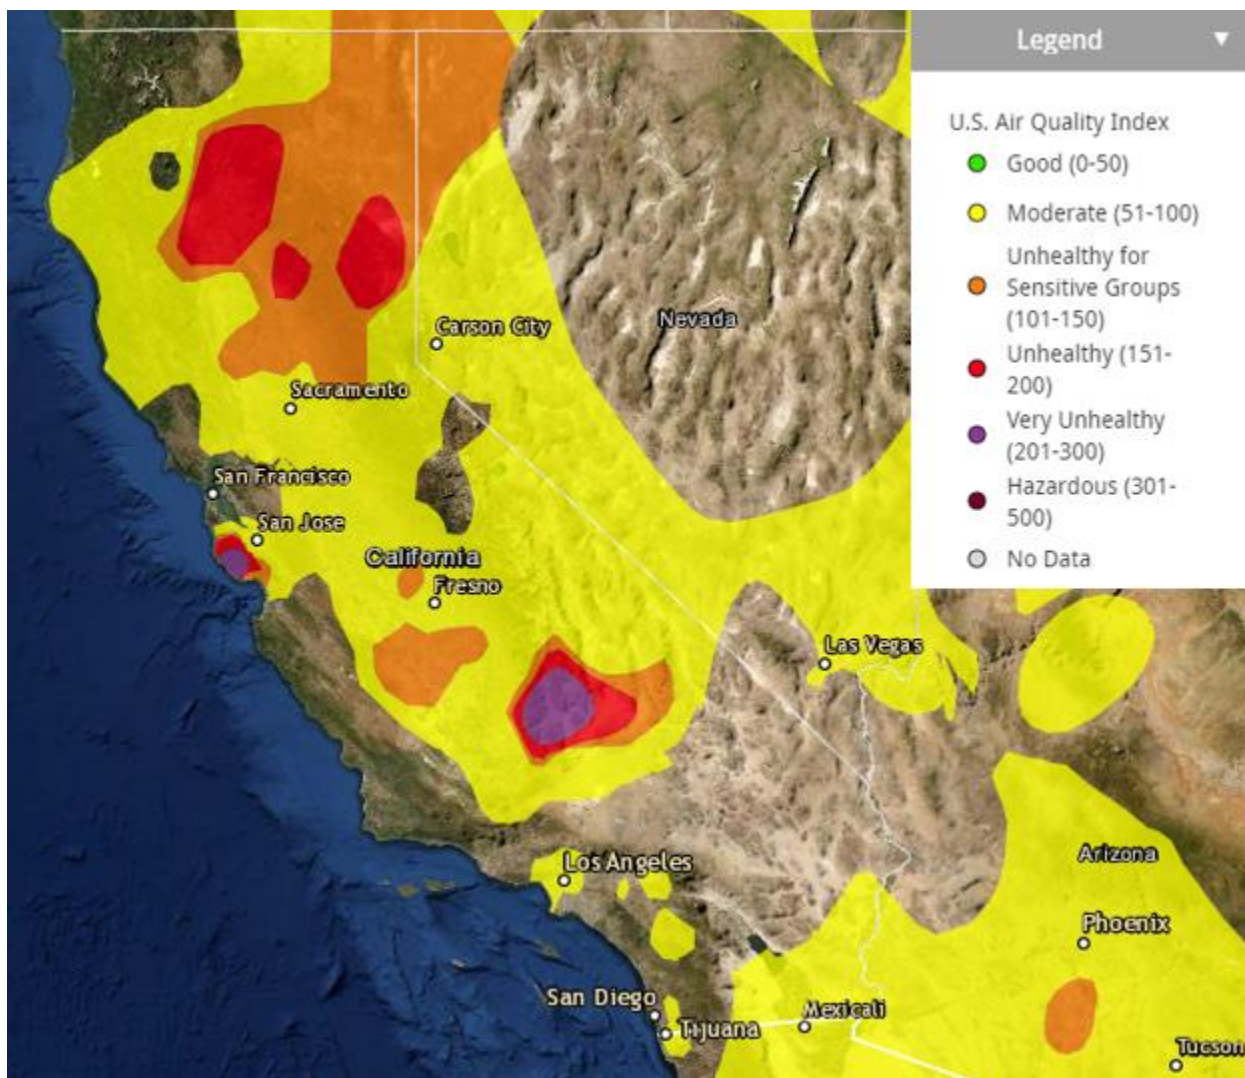 Legend
U.S. Air Quality Index
Good (0-50)
Moderate (51-100)
Unhealthy for
Sensitive Groups
(101-150)
Unhealthy (151-
200)
Very Unhealthy
(201-300)
Hazardous (301-
500)
No Data
Nevada
Carson City
Sacramento
San Francisco
San Jose
California
Fresno
Las Vegas
Arizona
Los Angeles
Phoenix
San Diego
Mexicali
Tijuana
Tucson